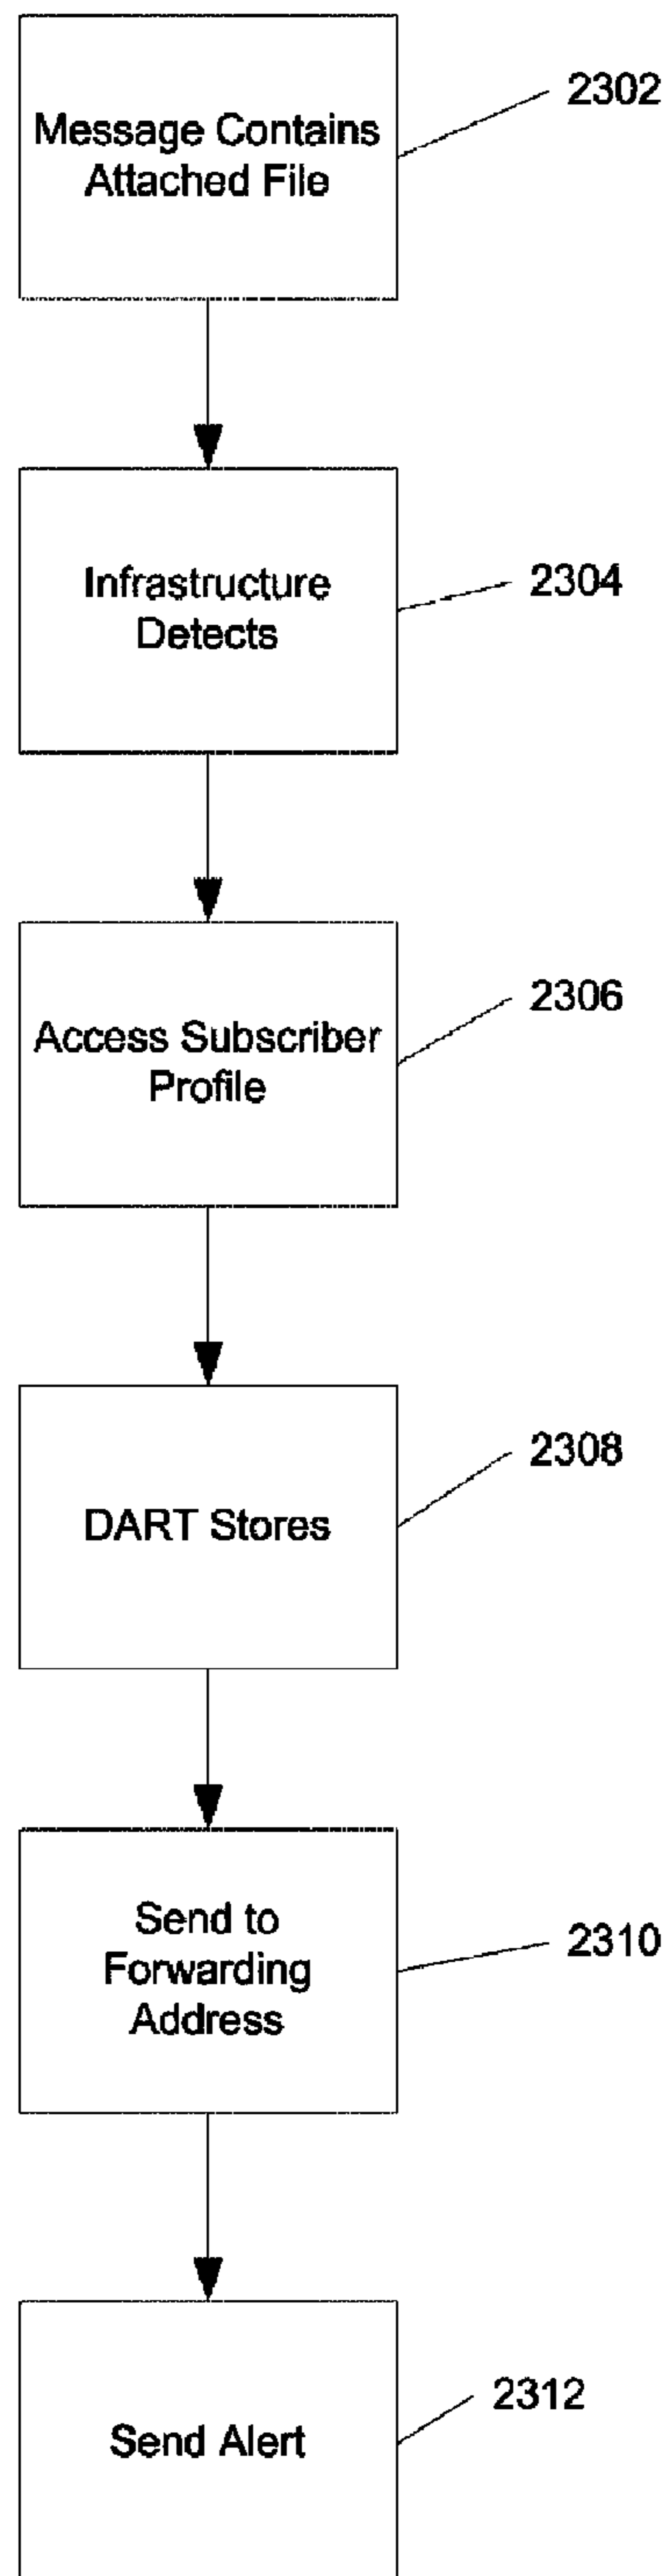 Message Contains
Attached File
2302
Infrastructure
Detects
2304
Access Subscriber
Profile
2306
DART Stores
2308
Send to
Forwarding
Address
2310
Send Alert
2312